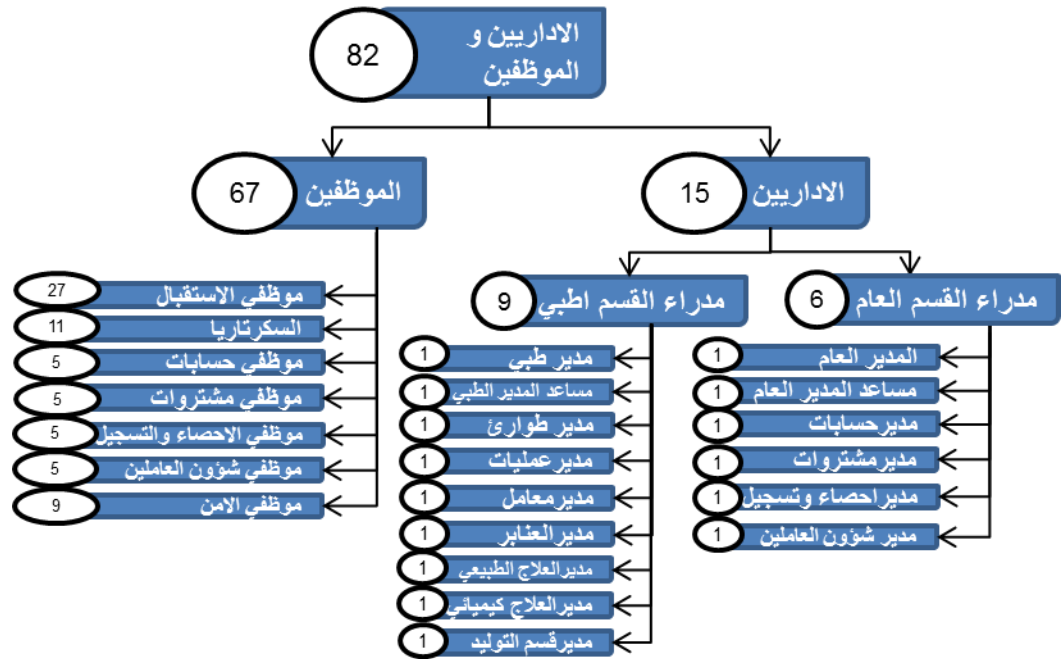 الاداريين و
الموظفين
82
الاداريين
15
الموظفين
67
مدراء القسم العام
6
المدير العام
1
مساعد المدير العام
1
مديرحسابات
1
مديرمشتروات
1
مديراحصاء وتسجيل
1
مدير شؤون العاملين
1
مدراء القسم اطبي
9
مدير طبي
1
مساعد المدير الطبي
1
مدير طوارئ
1
مديرعمليات
1
مديرمعامل
1
مديرالعنابر
1
مديرالعلاج الطبيعي
1
مديرالعلاج كيميائي
1
مديرقسم التوليد
1
موظفي الاستقبال
27
السكرتاريا
11
موظفي حسابات
5
موظفي مشتروات
5
موظفي الاحصاء والتسجيل
5
موظفي شؤون العاملين
5
موظفي الامن
9